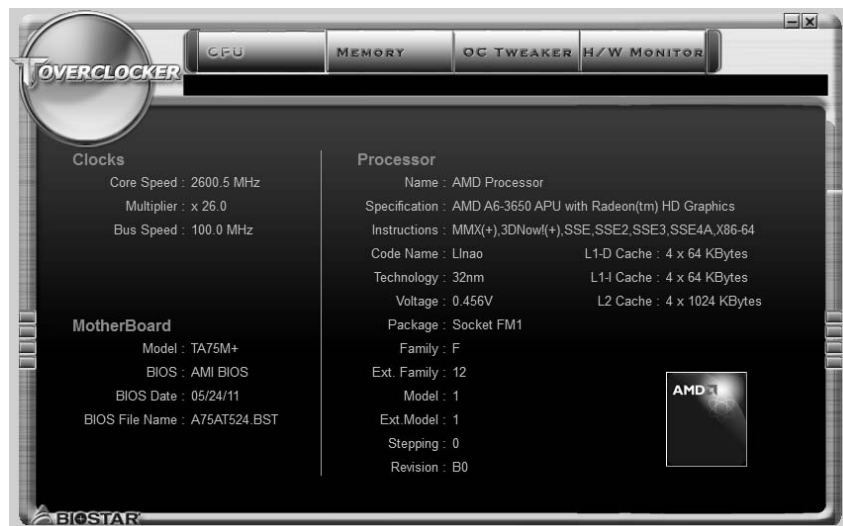 CPU
MEMORY
OC TWEAKER
H/W MONITOR
TOVERCLOCKER
Clocks
Core Speed : 2600.5 MHz
Multiplier : x 26.0
Bus Speed : 100.0 MHz
MotherBoard
Model : TA75M+
BIOS : AMI BIOS
BIOS Date : 05/24/11
BIOS File Name : A75AT524.BST
Processor
Name : AMD Processor
Specification : AMD A6-3650 APU with Radeon(tm) HD Graphics
Instructions : MMX(+),3DNow!(+),SSE,SSE2,SSE3,SSE4A,X86-64
Code Name : Llnao L1-D Cache : 4 x 64 KBytes
Technology : 32nm L1-I Cache : 4 x 64 KBytes
Voltage : 0.456V L2 Cache : 4 x 1024 KBytes
Package : Socket FM1
Family : F
Ext. Family : 12
Model : 1
Ext.Model : 1
Stepping : 0
Revision : B0
AMD
BIOSTAR